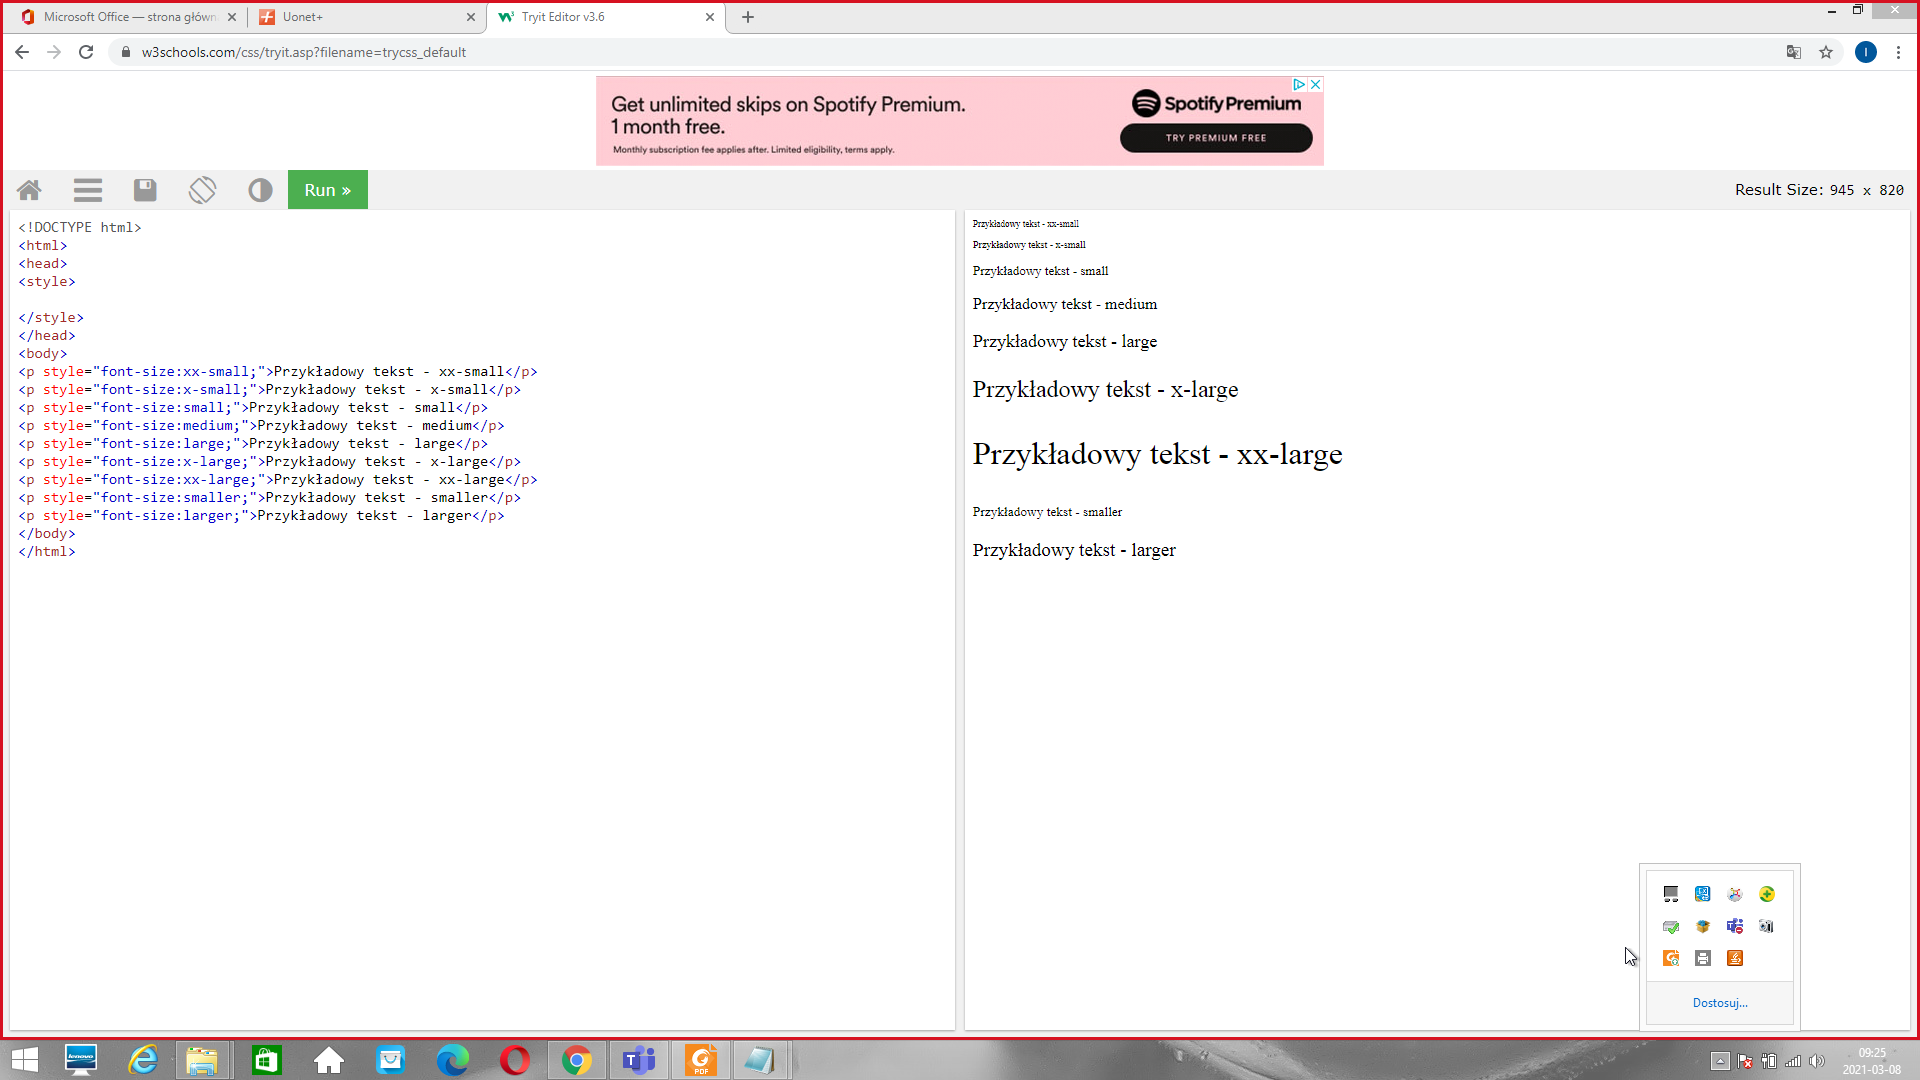 Microsoft Office — strona główn
Uonet+
Tryit Editor v3.6
w3schools.com/css/tryit.asp?filename=trycss_default
I
Get unlimited skips on Spotify Premium.
1 month free.
Monthly subscription fee applies after. Limited eligibility, terms apply.
Spotify Premium
TRY PREMIUM FREE
Run »
Result Size: 945 x 820
<!DOCTYPE html>
<html>
<head>
<style>
</style>
</head>
<body>
<p style="font-size:xx-small;">Przykładowy tekst - xx-small</p>
<p style="font-size:x-small;">Przykładowy tekst - x-small</p>
<p style="font-size:small;">Przykładowy tekst - small</p>
<p style="font-size:medium;">Przykładowy tekst - medium</p>
<p style="font-size:large;">Przykładowy tekst - large</p>
<p style="font-size:x-large;">Przykładowy tekst - x-large</p>
<p style="font-size:xx-large;">Przykładowy tekst - xx-large</p>
<p style="font-size:smaller;">Przykładowy tekst - smaller</p>
<p style="font-size:larger;">Przykładowy tekst - larger</p>
</body>
</html>
Przykładowy tekst - xx-small
Przykładowy tekst - x-small
Przykładowy tekst - small
Przykładowy tekst - medium
Przykładowy tekst - large
Przykładowy tekst - x-large
Przykładowy tekst - xx-large
Przykładowy tekst - smaller
Przykładowy tekst - larger
Dostosuj...
lenovo
PDF
09:25
2021-03-08